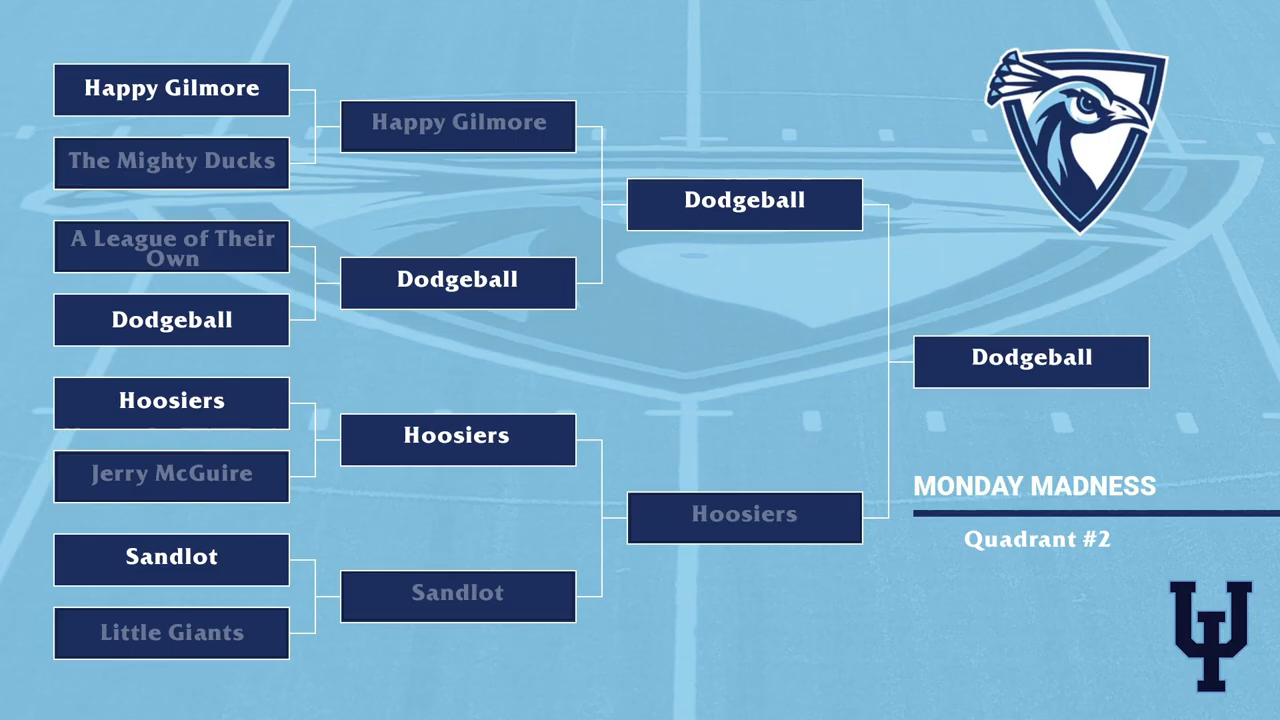 Happy Gilmore
The Mighty Ducks
A League of Their
Own
Dodgeball
Hoosiers
Jerry McGuire
Sandlot
Little Giants
Happy Gilmore
Dodgeball
Hoosiers
Sandlot
Dodgeball
Hoosiers
Dodgeball
MONDAY MADNESS
Quadrant #2
UI